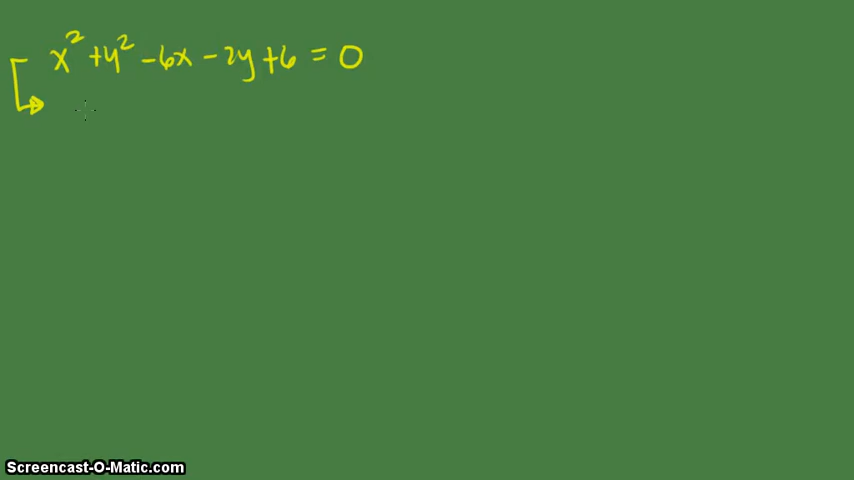 x² + y² - 6x - 2y + 6 = 0
Screencast-O-Matic.com